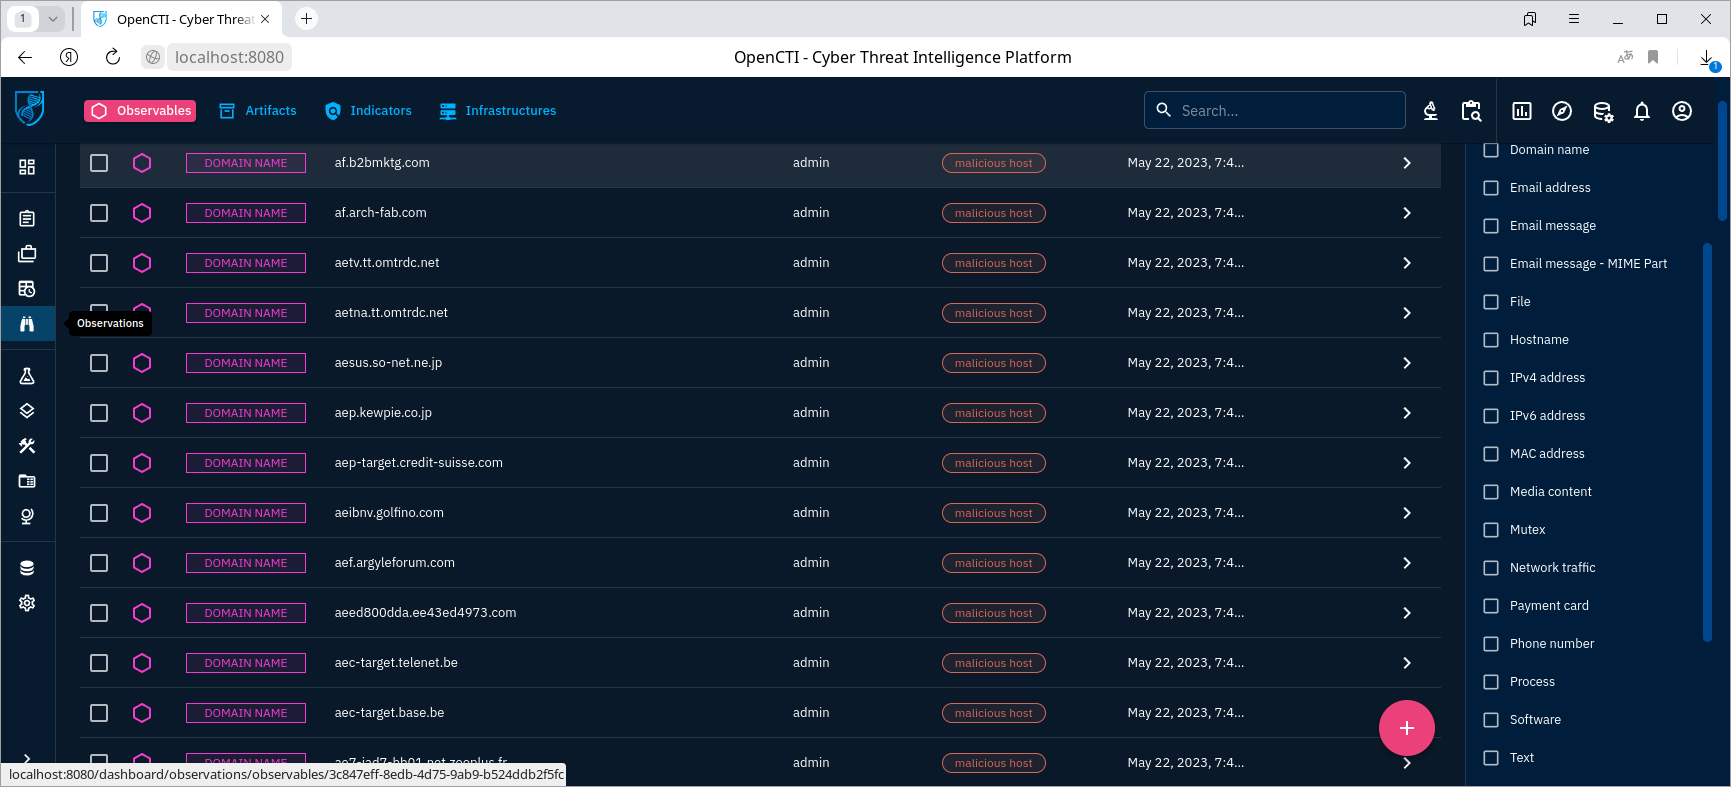 1
OpenCTI - Cyber Threat
localhost:8080
OpenCTI - Cyber Threat Intelligence Platform
1
Observables
Artifacts
Indicators
Infrastructures
Search...
DOMAIN NAME af.b2bmktg.com admin malicious host May 22, 2023, 7:4...
DOMAIN NAME af.arch-fab.com admin malicious host May 22, 2023, 7:4...
DOMAIN NAME aetv.tt.omtrdc.net admin malicious host May 22, 2023, 7:4...
DOMAIN NAME aetna.tt.omtrdc.net admin malicious host May 22, 2023, 7:4...
Observations
DOMAIN NAME aesus.so-net.ne.jp admin malicious host May 22, 2023, 7:4...
DOMAIN NAME aep.kewpie.co.jp admin malicious host May 22, 2023, 7:4...
DOMAIN NAME aep-target.credit-suisse.com admin malicious host May 22, 2023, 7:4...
DOMAIN NAME aeibnv.golfino.com admin malicious host May 22, 2023, 7:4...
DOMAIN NAME aef.argyleforum.com admin malicious host May 22, 2023, 7:4...
DOMAIN NAME aeed800dda.ee43ed4973.com admin malicious host May 22, 2023, 7:4...
DOMAIN NAME aec-target.telenet.be admin malicious host May 22, 2023, 7:4...
DOMAIN NAME aec-target.base.be admin malicious host May 22, 2023, 7:4...
DOMAIN NAME admin malicious host May 22, 2023, 7:4...
Domain name
Email address
Email message
Email message - MIME Part
File
Hostname
IPv4 address
IPv6 address
MAC address
Media content
Mutex
Network traffic
Payment card
Phone number
Process
Software
Text
localhost:8080/dashboard/observations/observables/3c847eff-8edb-4d75-9ab9-b524ddb2f5fc